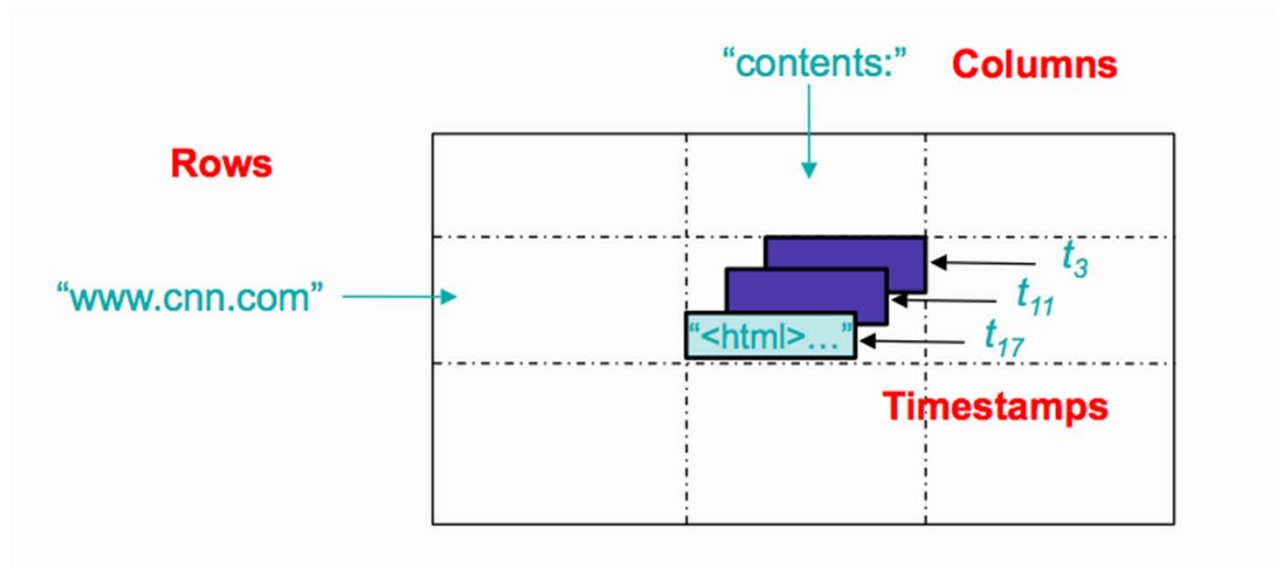 “contents:” Columns
Rows
t3
“www.cnn.com”
t11
“<html>…”
t17
Timestamps